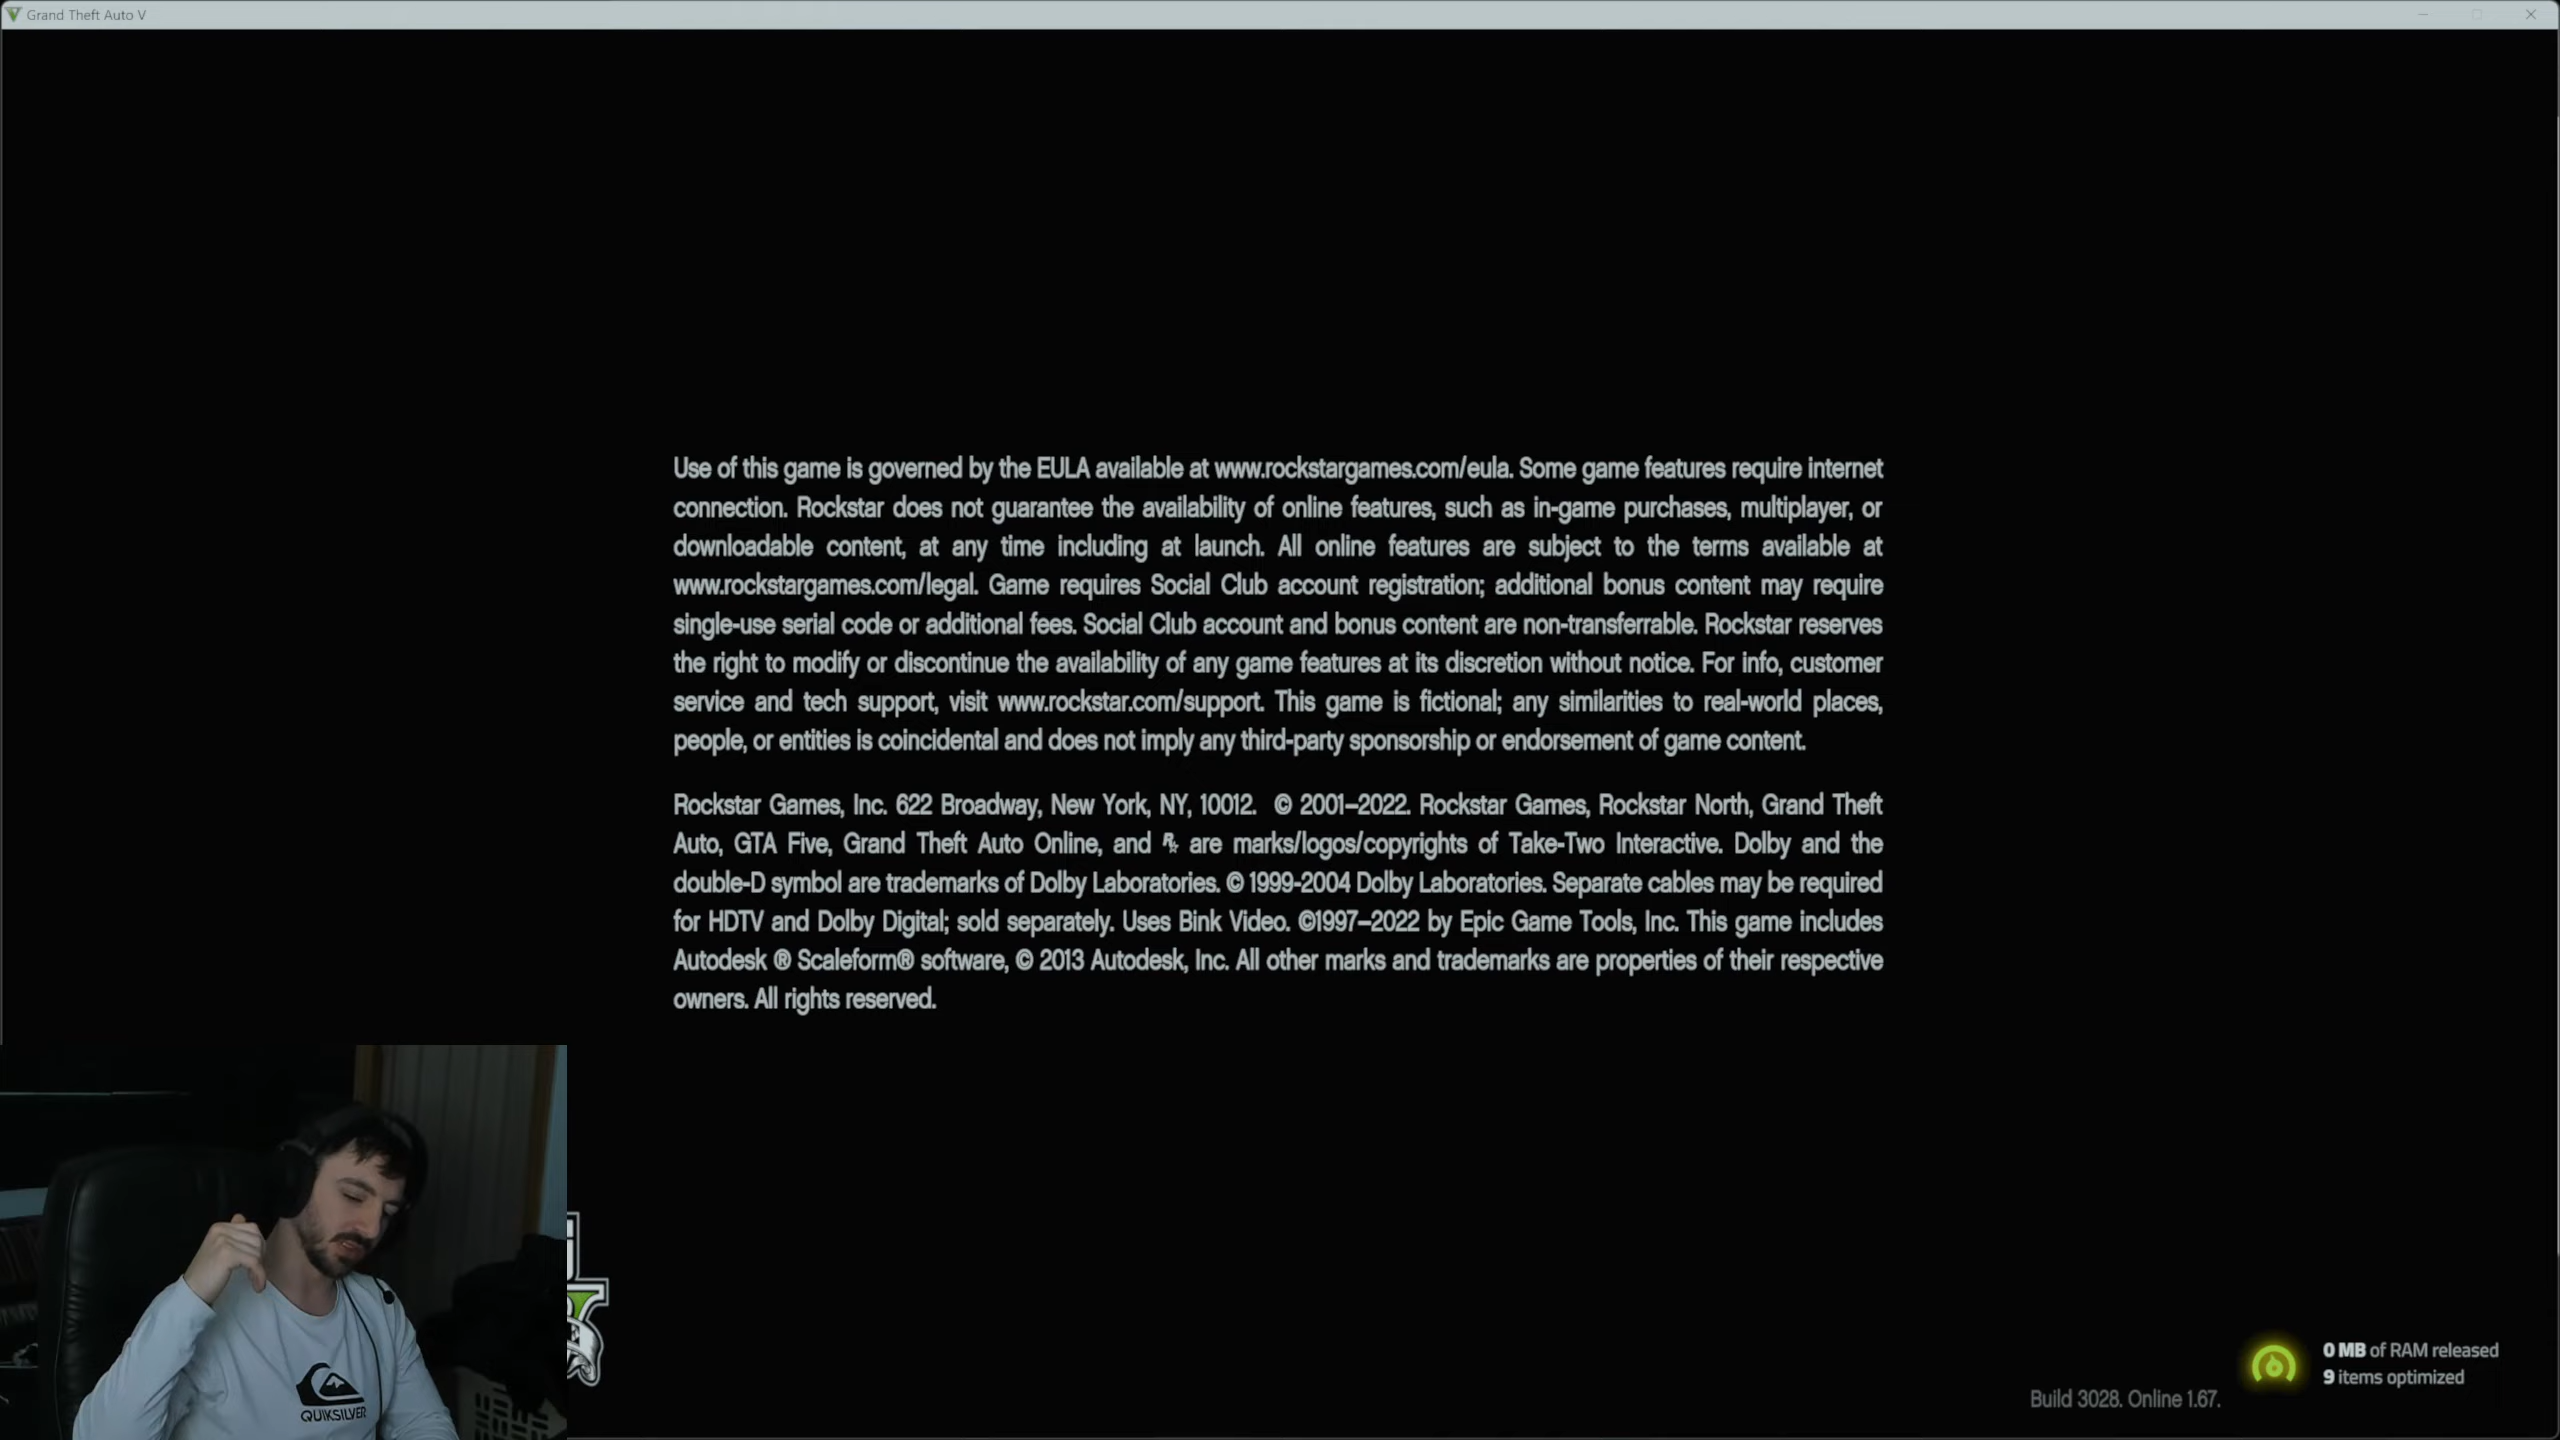 Grand Theft Auto V
Use of this game is governed by the EULA available at www.rockstargames.com/eula. Some game features require internet
connection. Rockstar does not guarantee the availability of online features, such as in-game purchases, multiplayer, or
downloadable content, at any time including at launch. All online features are subject to the terms available at
www.rockstargames.com/legal. Game requires Social Club account registration; additional bonus content may require
single-use serial code or additional fees. Social Club account and bonus content are non-transferrable. Rockstar reserves
the right to modify or discontinue the availability of any game features at its discretion without notice. For info, customer
service and tech support, visit www.rockstar.com/support. This game is fictional; any similarities to real-world places,
people, or entities is coincidental and does not imply any third-party sponsorship or endorsement of game content.
Rockstar Games, Inc. 622 Broadway, New York, NY, 10012. © 2001–2022. Rockstar Games, Rockstar North, Grand Theft
Auto, GTA Five, Grand Theft Auto Online, and R* are marks/logos/copyrights of Take-Two Interactive. Dolby and the
double-D symbol are trademarks of Dolby Laboratories. © 1999-2004 Dolby Laboratories. Separate cables may be required
for HDTV and Dolby Digital; sold separately. Uses Bink Video. ©1997–2022 by Epic Game Tools, Inc. This game includes
Autodesk ® Scaleform® software, © 2013 Autodesk, Inc. All other marks and trademarks are properties of their respective
owners. All rights reserved.
QUIKSILVER
0 MB of RAM released
9 items optimized
Build 3028. Online 1.67.